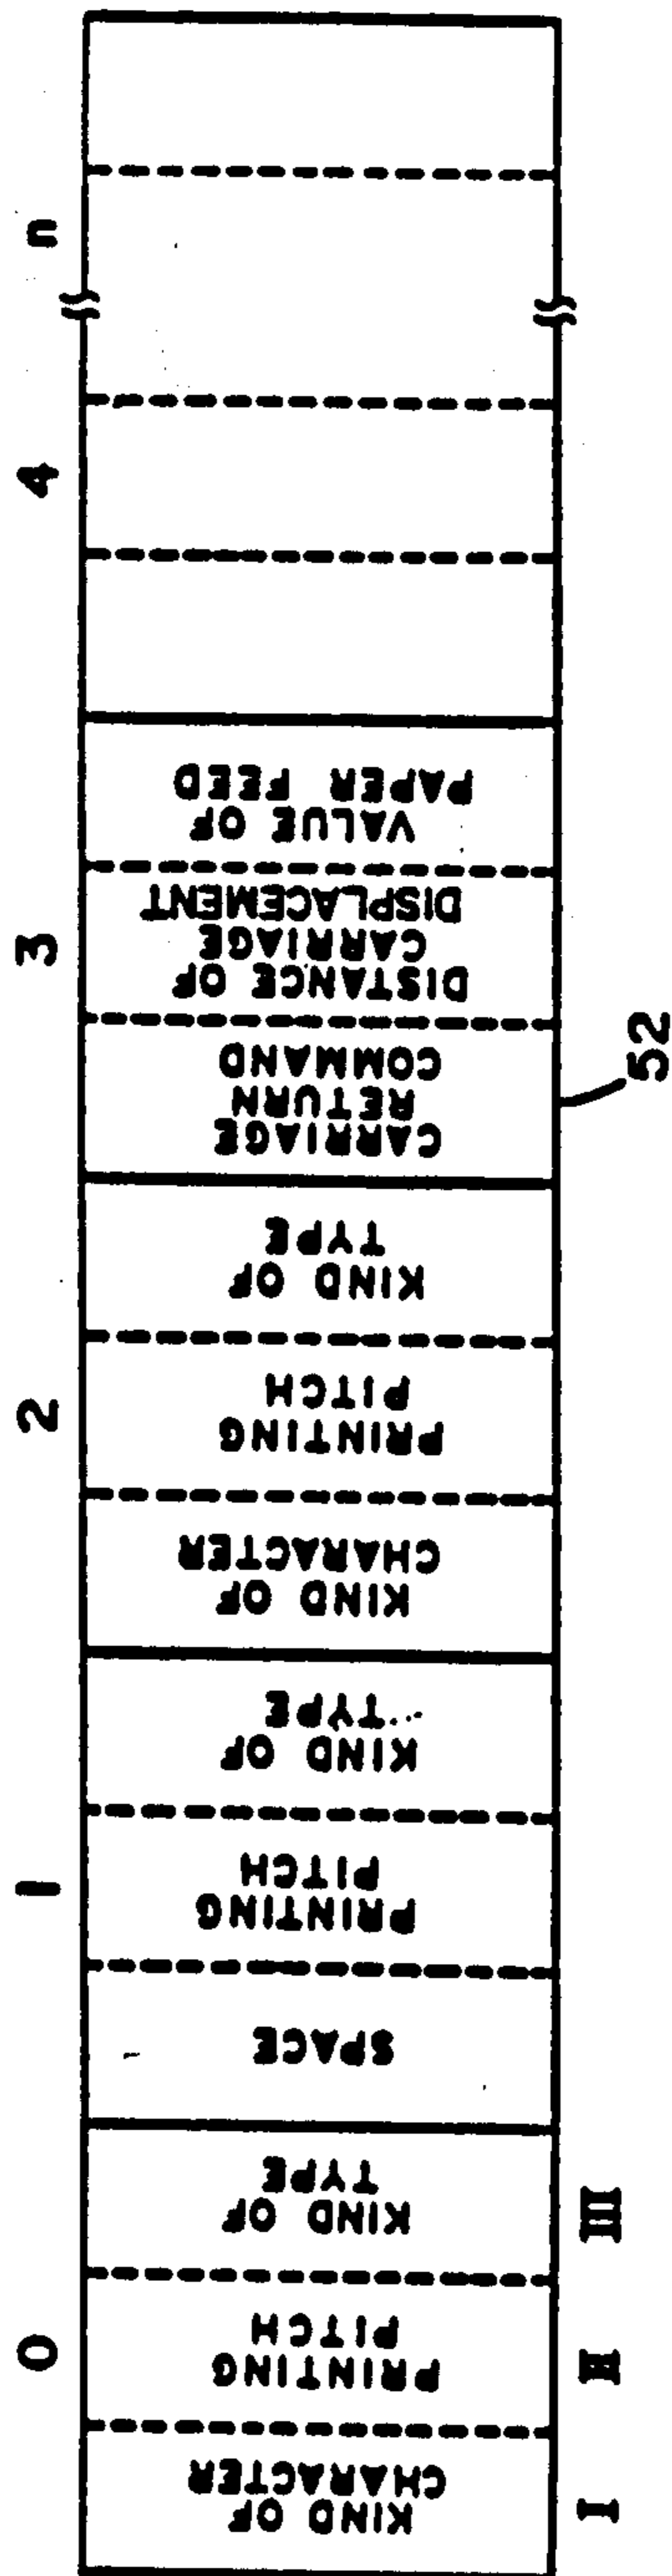 0
1
2
3
4
n
KIND OF
CHARACTER
PRINTING
PITCH
KIND OF
TYPE
SPACE
PRINTING
PITCH
KIND OF
TYPE
KIND OF
CHARACTER
PRINTING
PITCH
KIND OF
TYPE
CARRIAGE
RETURN
COMMAND
DISTANCE OF
CARRIAGE
DISPLACEMENT
VALUE OF
PAPER FEED
I
II
III
52